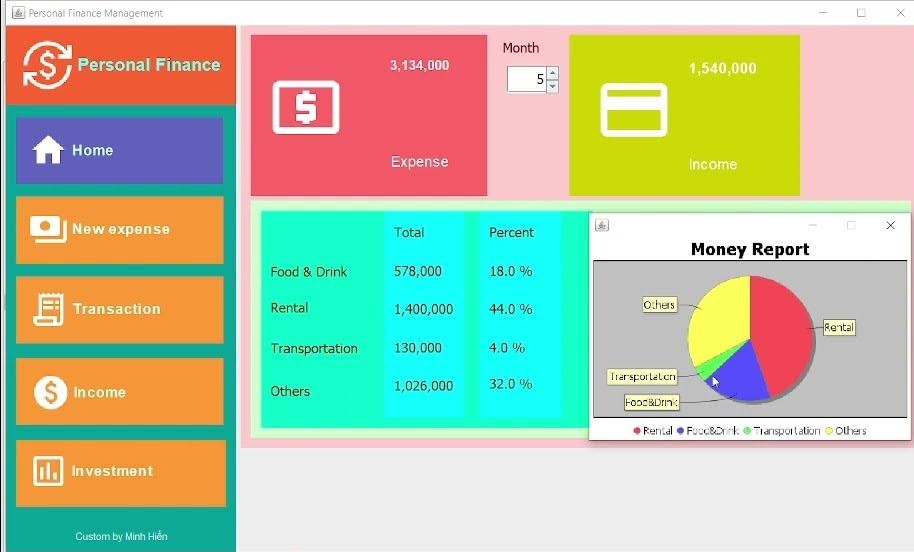 Personal Finance Management
Personal Finance
Home
New expense
Transaction
Income
Investment
Custom by Minh Hiển
3,134,000
Expense
Month
5
1,540,000
Income
Total Percent
Food & Drink 578,000 18.0 %
Rental 1,400,000 44.0 %
Transportation 130,000 4.0 %
Others 1,026,000 32.0 %
Money Report
Others
Rental
Transportation
Food&Drink
Rental Food&Drink Transportation Others